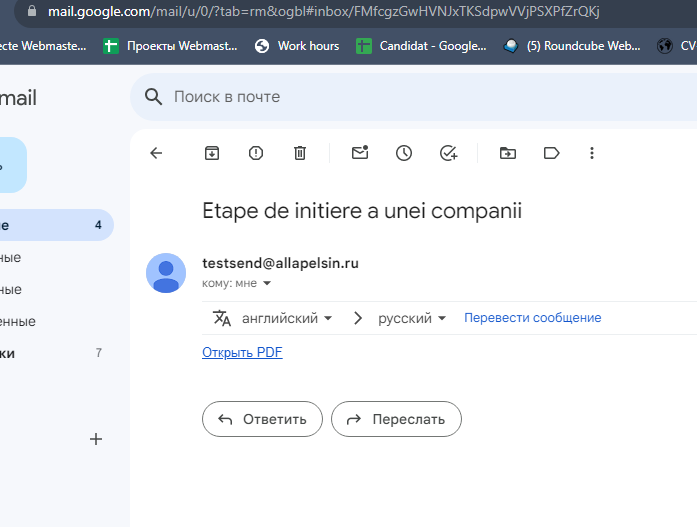 mail.google.com/mail/u/0/?tab=rm&ogbl#inbox/FMfcgzGwHVNJxTKSdpwVVjPSXPfZrQKj
ecte Webmaste... Проекты Webmast... Work hours Candidat - Google... (5) Roundcube Web... CV
mail Поиск в почте
Etape de initiere a unei companii
ие 4
ные testsend@allapelsin.ru
кому: мне
ные
енные английский русский Перевести сообщение
ки 7 Открыть PDF
Ответить Переслать